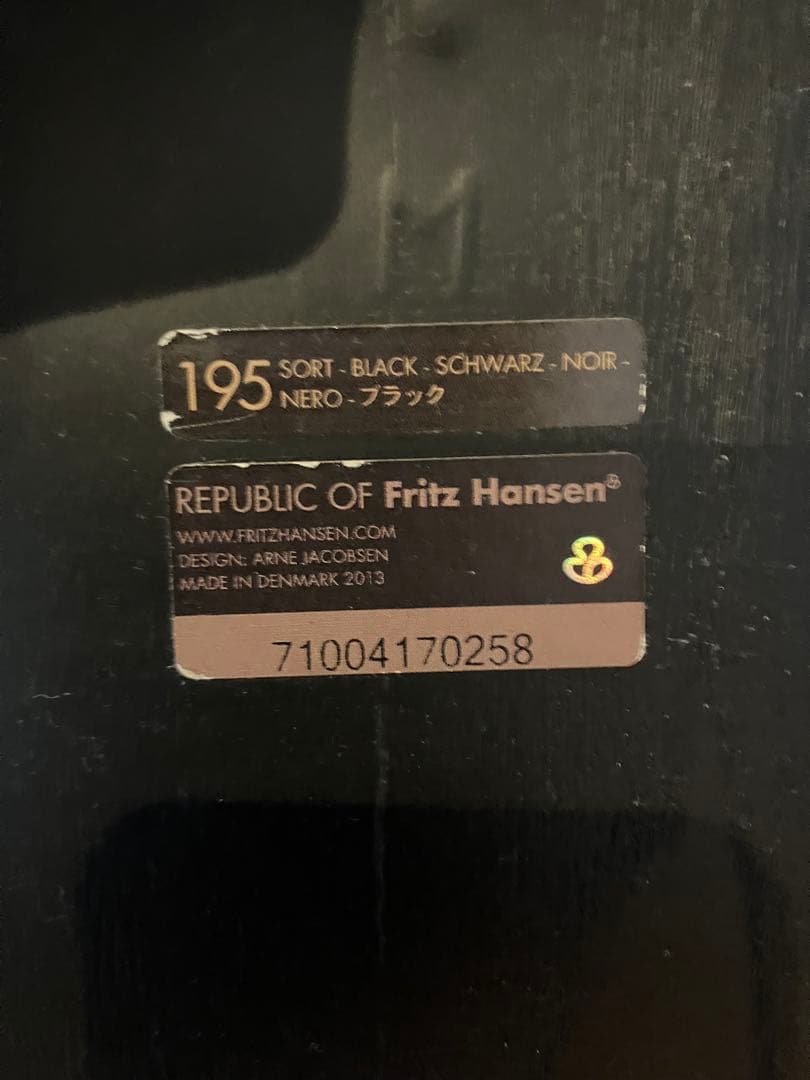 195 SORT - BLACK - SCHWARZ - NOIR -
NERO - ブラック
REPUBLIC OF Fritz Hansen®
WWW.FRITZHANSEN.COM
DESIGN: ARNE JACOBSEN
MADE IN DENMARK 2013
71004170258